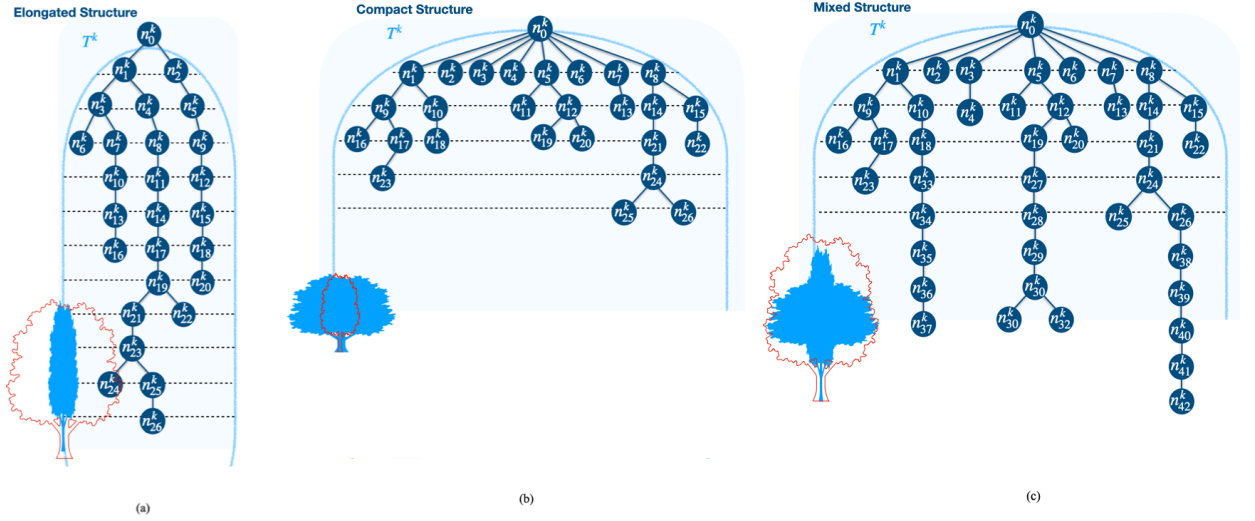 Elongated Structure
T^k
n_0^k
n_1^k n_2^k
n_3^k n_4^k n_5^k
n_6^k n_7^k n_8^k n_9^k
n_10^k n_11^k n_12^k
n_13^k n_14^k n_15^k
n_16^k n_17^k n_18^k
n_19^k n_20^k
n_21^k n_22^k
n_23^k
n_24^k n_25^k
n_26^k
(a)
Compact Structure
T^k
n_0^k
n_1^k n_2^k n_3^k n_4^k n_5^k n_6^k n_7^k n_8^k
n_9^k n_10^k n_11^k n_12^k n_13^k n_14^k n_15^k
n_16^k n_17^k n_18^k n_19^k n_20^k n_21^k n_22^k
n_23^k n_24^k
n_25^k n_26^k
(b)
Mixed Structure
T^k
n_0^k
n_1^k n_2^k n_3^k n_5^k n_6^k n_7^k n_8^k
n_9^k n_10^k n_4^k n_11^k n_12^k n_13^k n_14^k n_15^k
n_16^k n_17^k n_18^k n_19^k n_20^k n_21^k n_22^k
n_23^k n_33^k n_27^k n_24^k
n_34^k n_28^k n_25^k n_26^k
n_35^k n_29^k n_38^k
n_36^k n_30^k n_39^k
n_37^k n_30^k n_32^k n_40^k
n_41^k
n_42^k
(c)